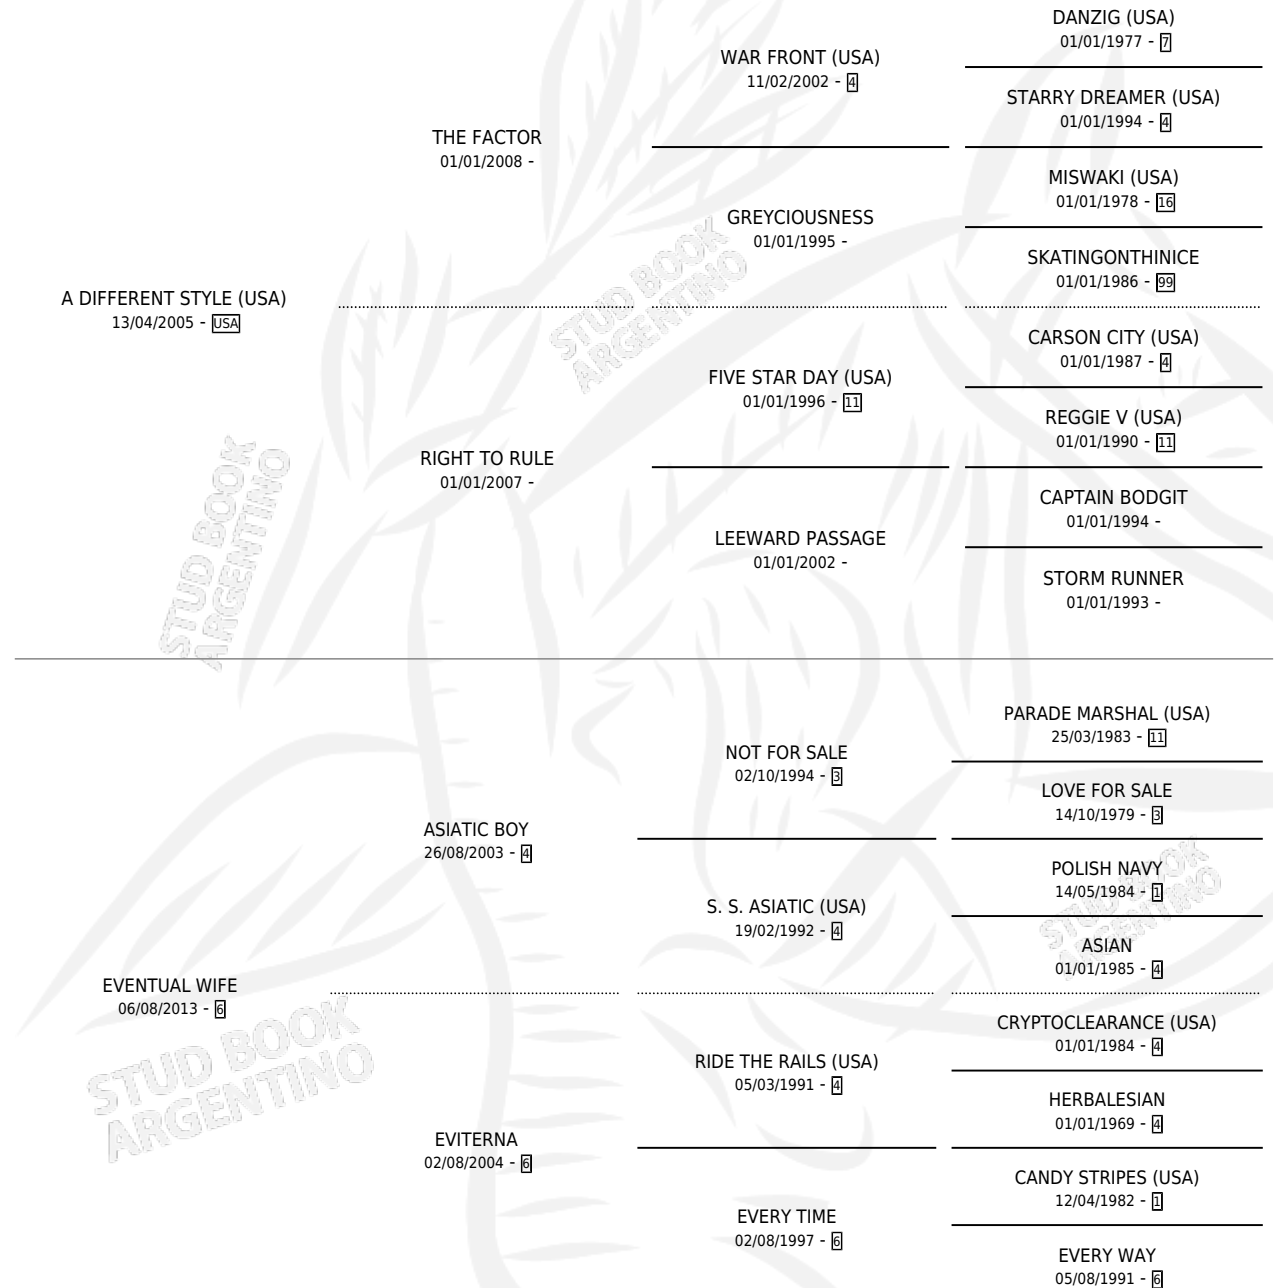 DANZIG (USA)
01/01/1977 - 7
WAR FRONT (USA)
11/02/2002 - 4
STARRY DREAMER (USA)
01/01/1994 - 4
THE FACTOR
01/01/2008 -
MISWAKI (USA)
01/01/1978 - 16
GREYCIOUSNESS
01/01/1995 -
SKATINGONTHINICE
01/01/1986 - 99
A DIFFERENT STYLE (USA)
13/04/2005 - USA
CARSON CITY (USA)
01/01/1987 - 4
FIVE STAR DAY (USA)
01/01/1996 - 11
REGGIE V (USA)
01/01/1990 - 11
RIGHT TO RULE
01/01/2007 -
CAPTAIN BODGIT
01/01/1994 -
LEEWARD PASSAGE
01/01/2002 -
STORM RUNNER
01/01/1993 -
STUD BOOK
ARGENTINO
STUD BOOK
ARGENTINO
PARADE MARSHAL (USA)
25/03/1983 - 11
NOT FOR SALE
02/10/1994 - 3
LOVE FOR SALE
14/10/1979 - 3
ASIATIC BOY
26/08/2003 - 4
POLISH NAVY
14/05/1984 - 1
S. S. ASIATIC (USA)
19/02/1992 - 4
ASIAN
01/01/1985 - 4
EVENTUAL WIFE
06/08/2013 - 6
CRYPTOCLEARANCE (USA)
01/01/1984 - 4
RIDE THE RAILS (USA)
05/03/1991 - 4
HERBALESIAN
01/01/1969 - 4
EVITERNA
02/08/2004 - 6
CANDY STRIPES (USA)
12/04/1982 - 1
EVERY TIME
02/08/1997 - 6
EVERY WAY
05/08/1991 - 6
STUD BOOK
ARGENTINO
STUD BOOK
ARGENTINO